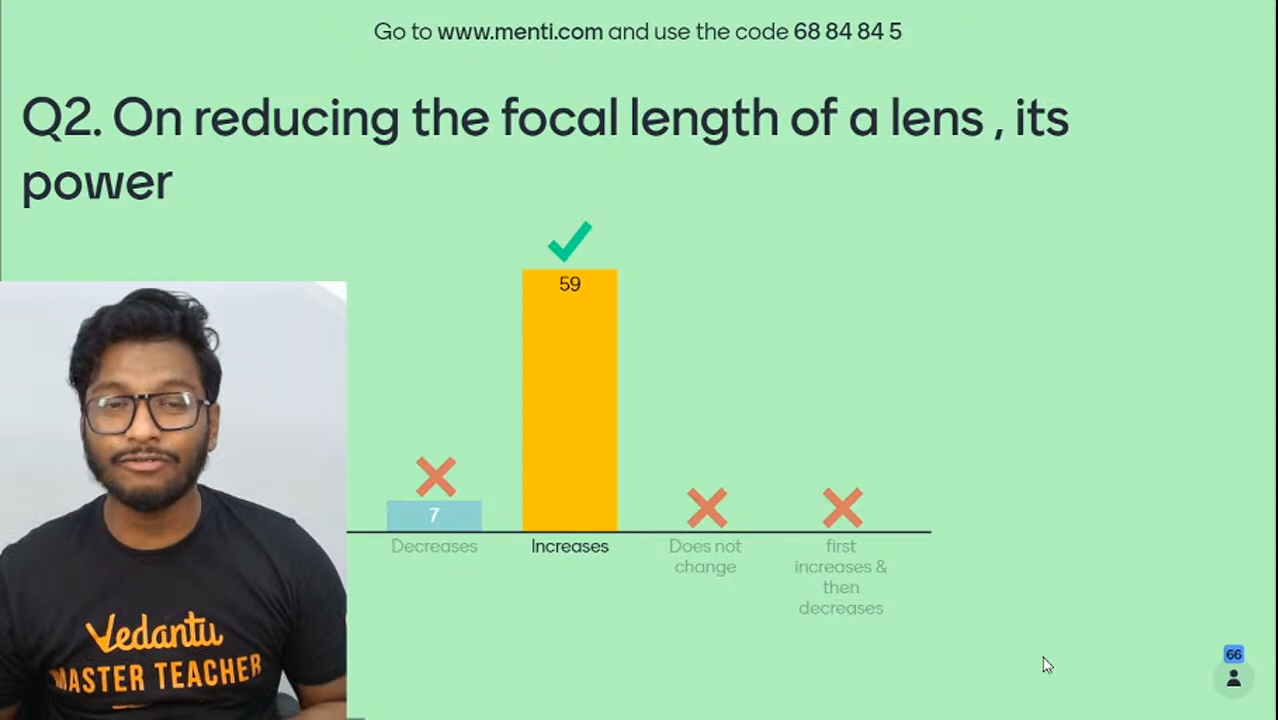 Go to www.menti.com and use the code 68 84 84 5
Q2. On reducing the focal length of a lens , its
power
59
7
Decreases
Increases
Does not
change
first
increases &
then
decreases
Vedantu
MASTER TEACHER
66